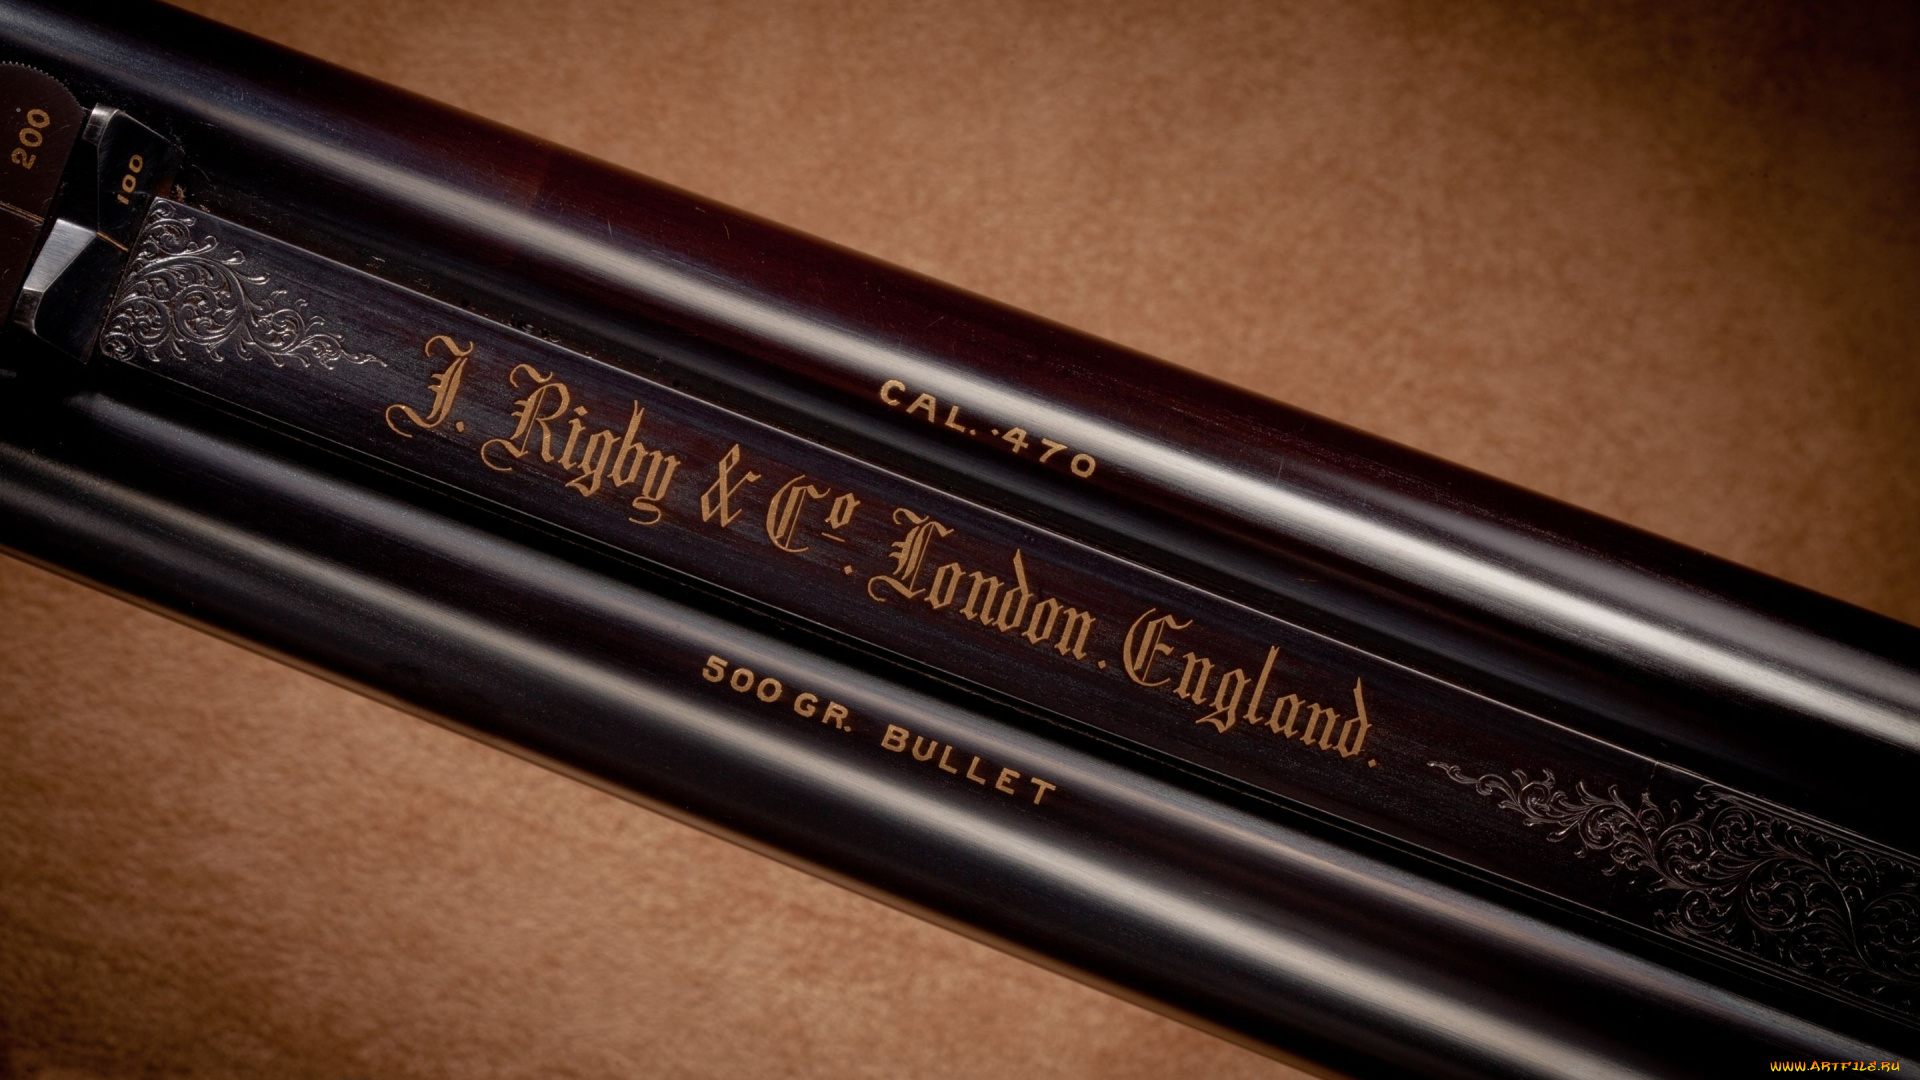 200
100
CAL. .470
J. Rigby & Co. London. England.
500 GR. BULLET
WWW.ARTFILE.RU